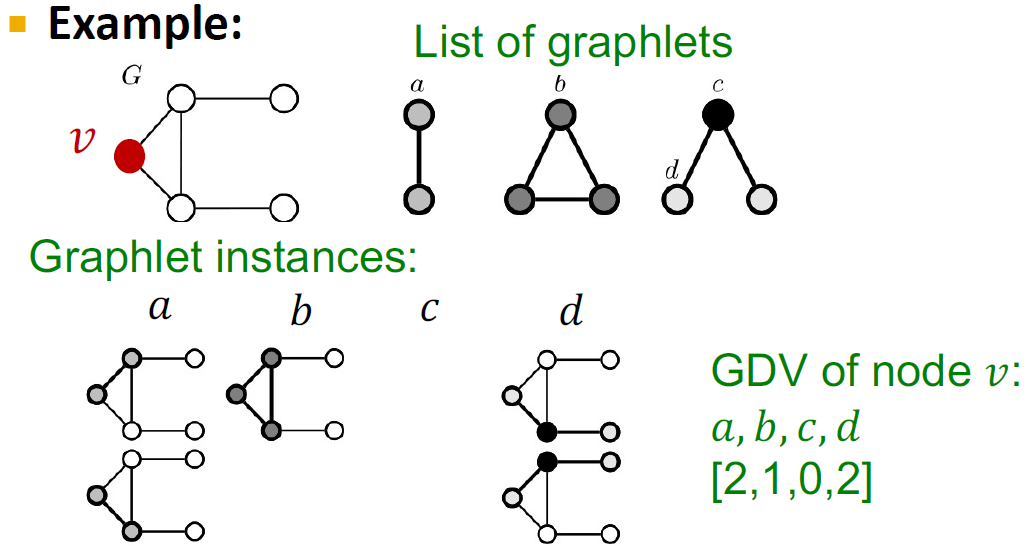 Example:
List of graphlets
G
a
b
c
v
d
Graphlet instances:
a b c d
GDV of node v:
a, b, c, d
[2,1,0,2]